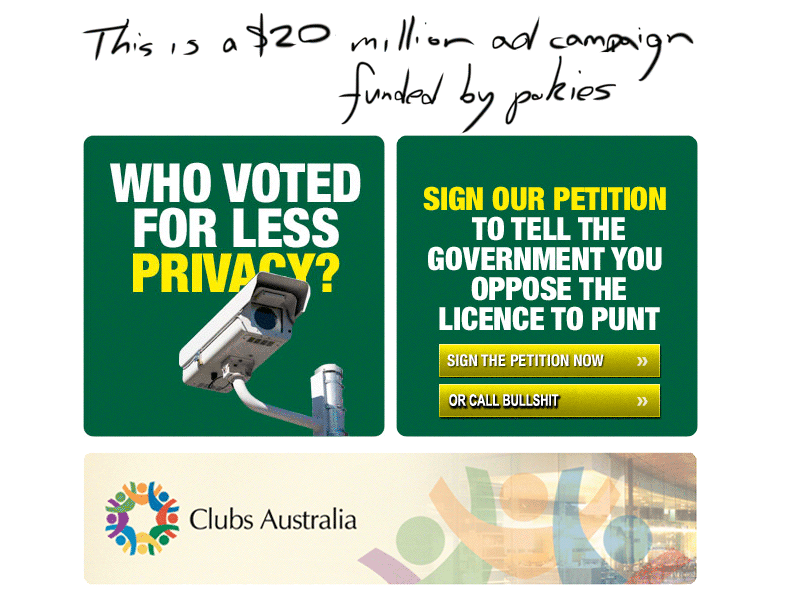 This is a $20 million ad campaign
funded by pokies
WHO VOTED
FOR LESS
PRIVACY?
SIGN OUR PETITION
TO TELL THE
GOVERNMENT YOU
OPPOSE THE
LICENCE TO PUNT
SIGN THE PETITION NOW »
OR CALL BULLSHIT »
Clubs Australia